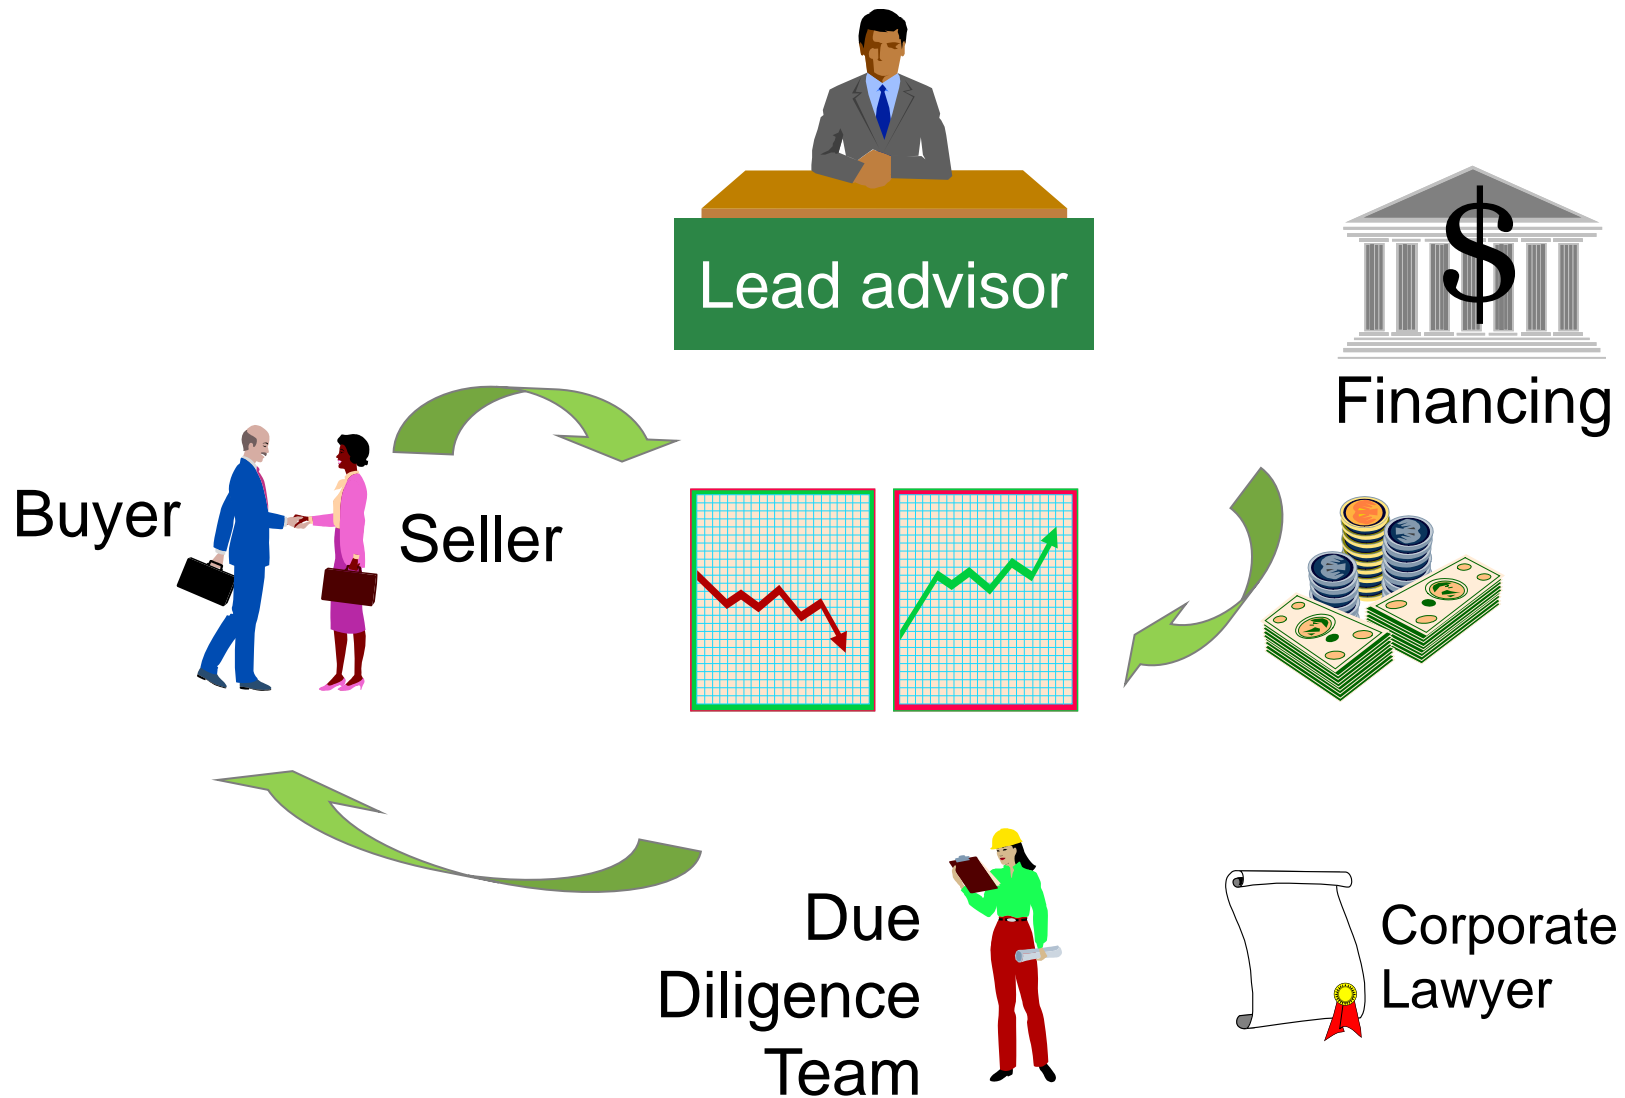 Lead advisor
$
Financing
Buyer
Seller
Due
Diligence
Team
Corporate
Lawyer